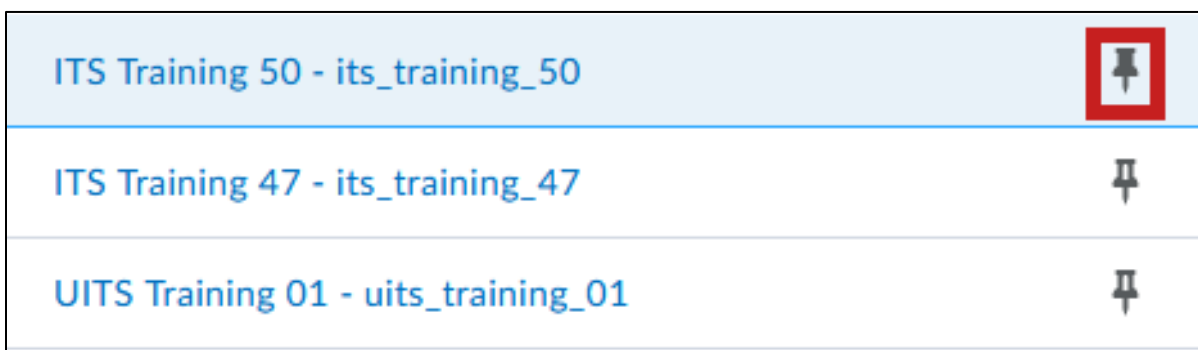 ITS Training 50 - its_training_50
ITS Training 47 - its_training_47
UITS Training 01 - uits_training_01